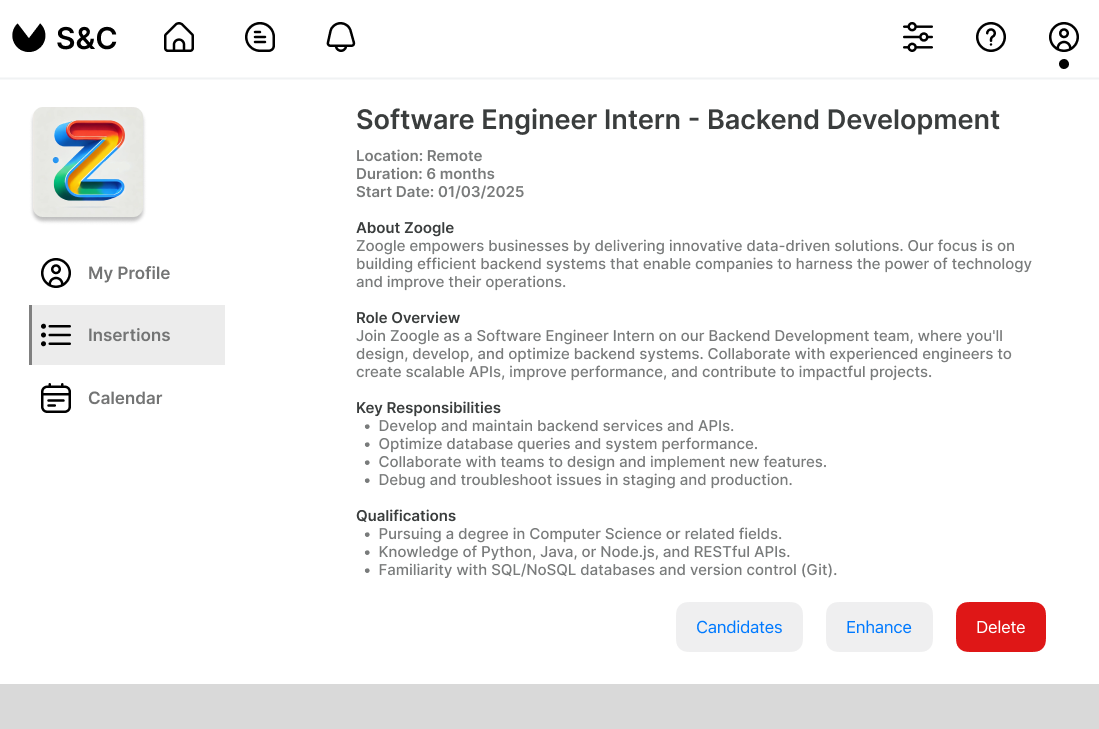 S&C
Software Engineer Intern - Backend Development
Location: Remote
Duration: 6 months
Start Date: 01/03/2025
About Zoogle
Zoogle empowers businesses by delivering innovative data-driven solutions. Our focus is on
building efficient backend systems that enable companies to harness the power of technology
and improve their operations.
Role Overview
Join Zoogle as a Software Engineer Intern on our Backend Development team, where you'll
design, develop, and optimize backend systems. Collaborate with experienced engineers to
create scalable APIs, improve performance, and contribute to impactful projects.
Key Responsibilities
• Develop and maintain backend services and APIs.
• Optimize database queries and system performance.
• Collaborate with teams to design and implement new features.
• Debug and troubleshoot issues in staging and production.
Qualifications
• Pursuing a degree in Computer Science or related fields.
• Knowledge of Python, Java, or Node.js, and RESTful APIs.
• Familiarity with SQL/NoSQL databases and version control (Git).
Z
My Profile
Insertions
Calendar
Candidates
Enhance
Delete